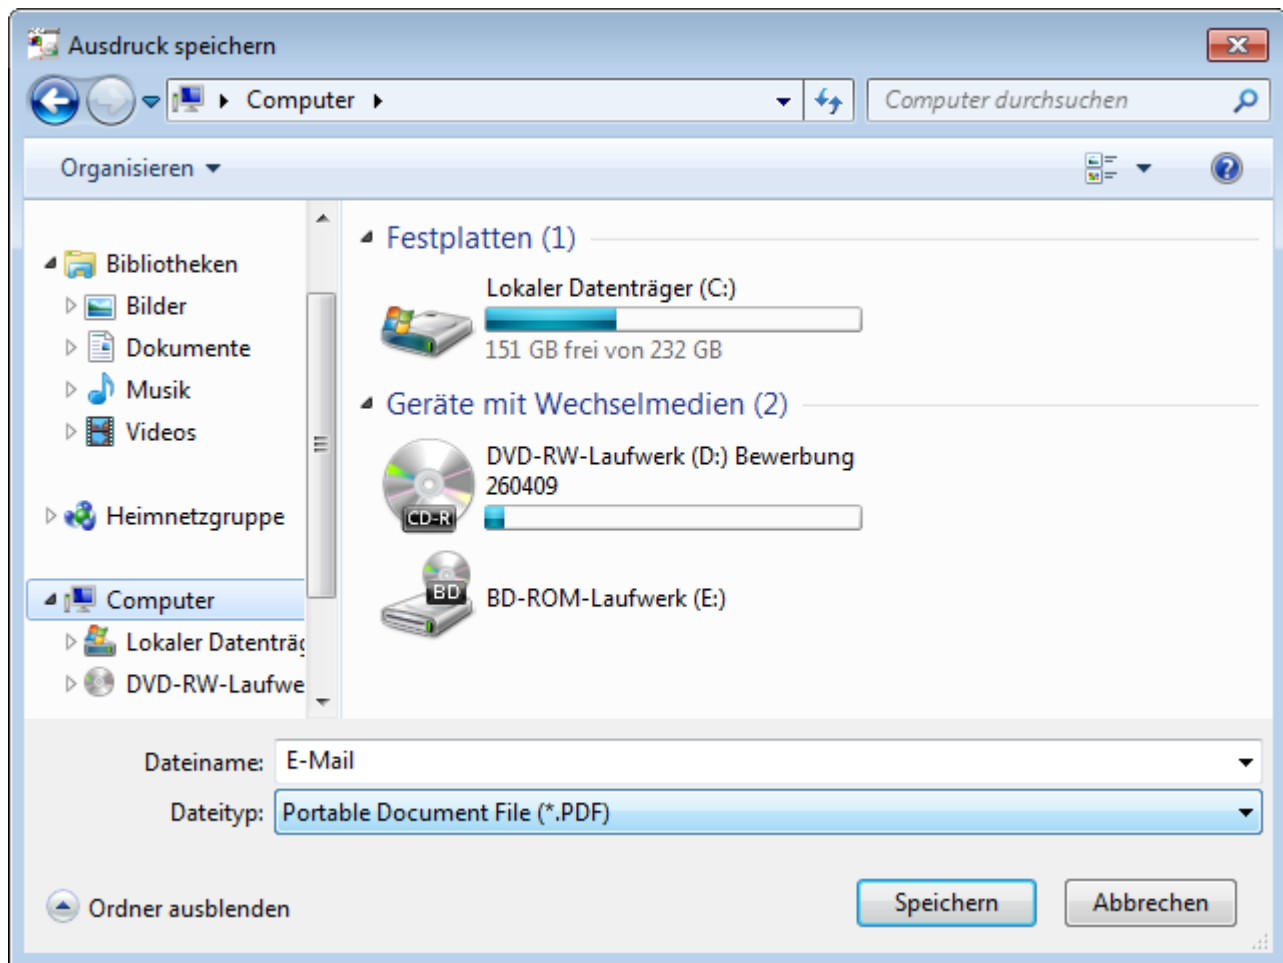 Ausdruck speichern
Computer
Computer durchsuchen
Organisieren
Bibliotheken
Bilder
Dokumente
Musik
Videos
Heimnetzgruppe
Computer
Lokaler Datenträg
DVD-RW-Laufwe
Festplatten (1)
Lokaler Datenträger (C:)
151 GB frei von 232 GB
Geräte mit Wechselmedien (2)
DVD-RW-Laufwerk (D:) Bewerbung
260409
CD-R
BD
BD-ROM-Laufwerk (E:)
Dateiname: E-Mail
Dateityp: Portable Document File (*.PDF)
Ordner ausblenden
Speichern
Abbrechen